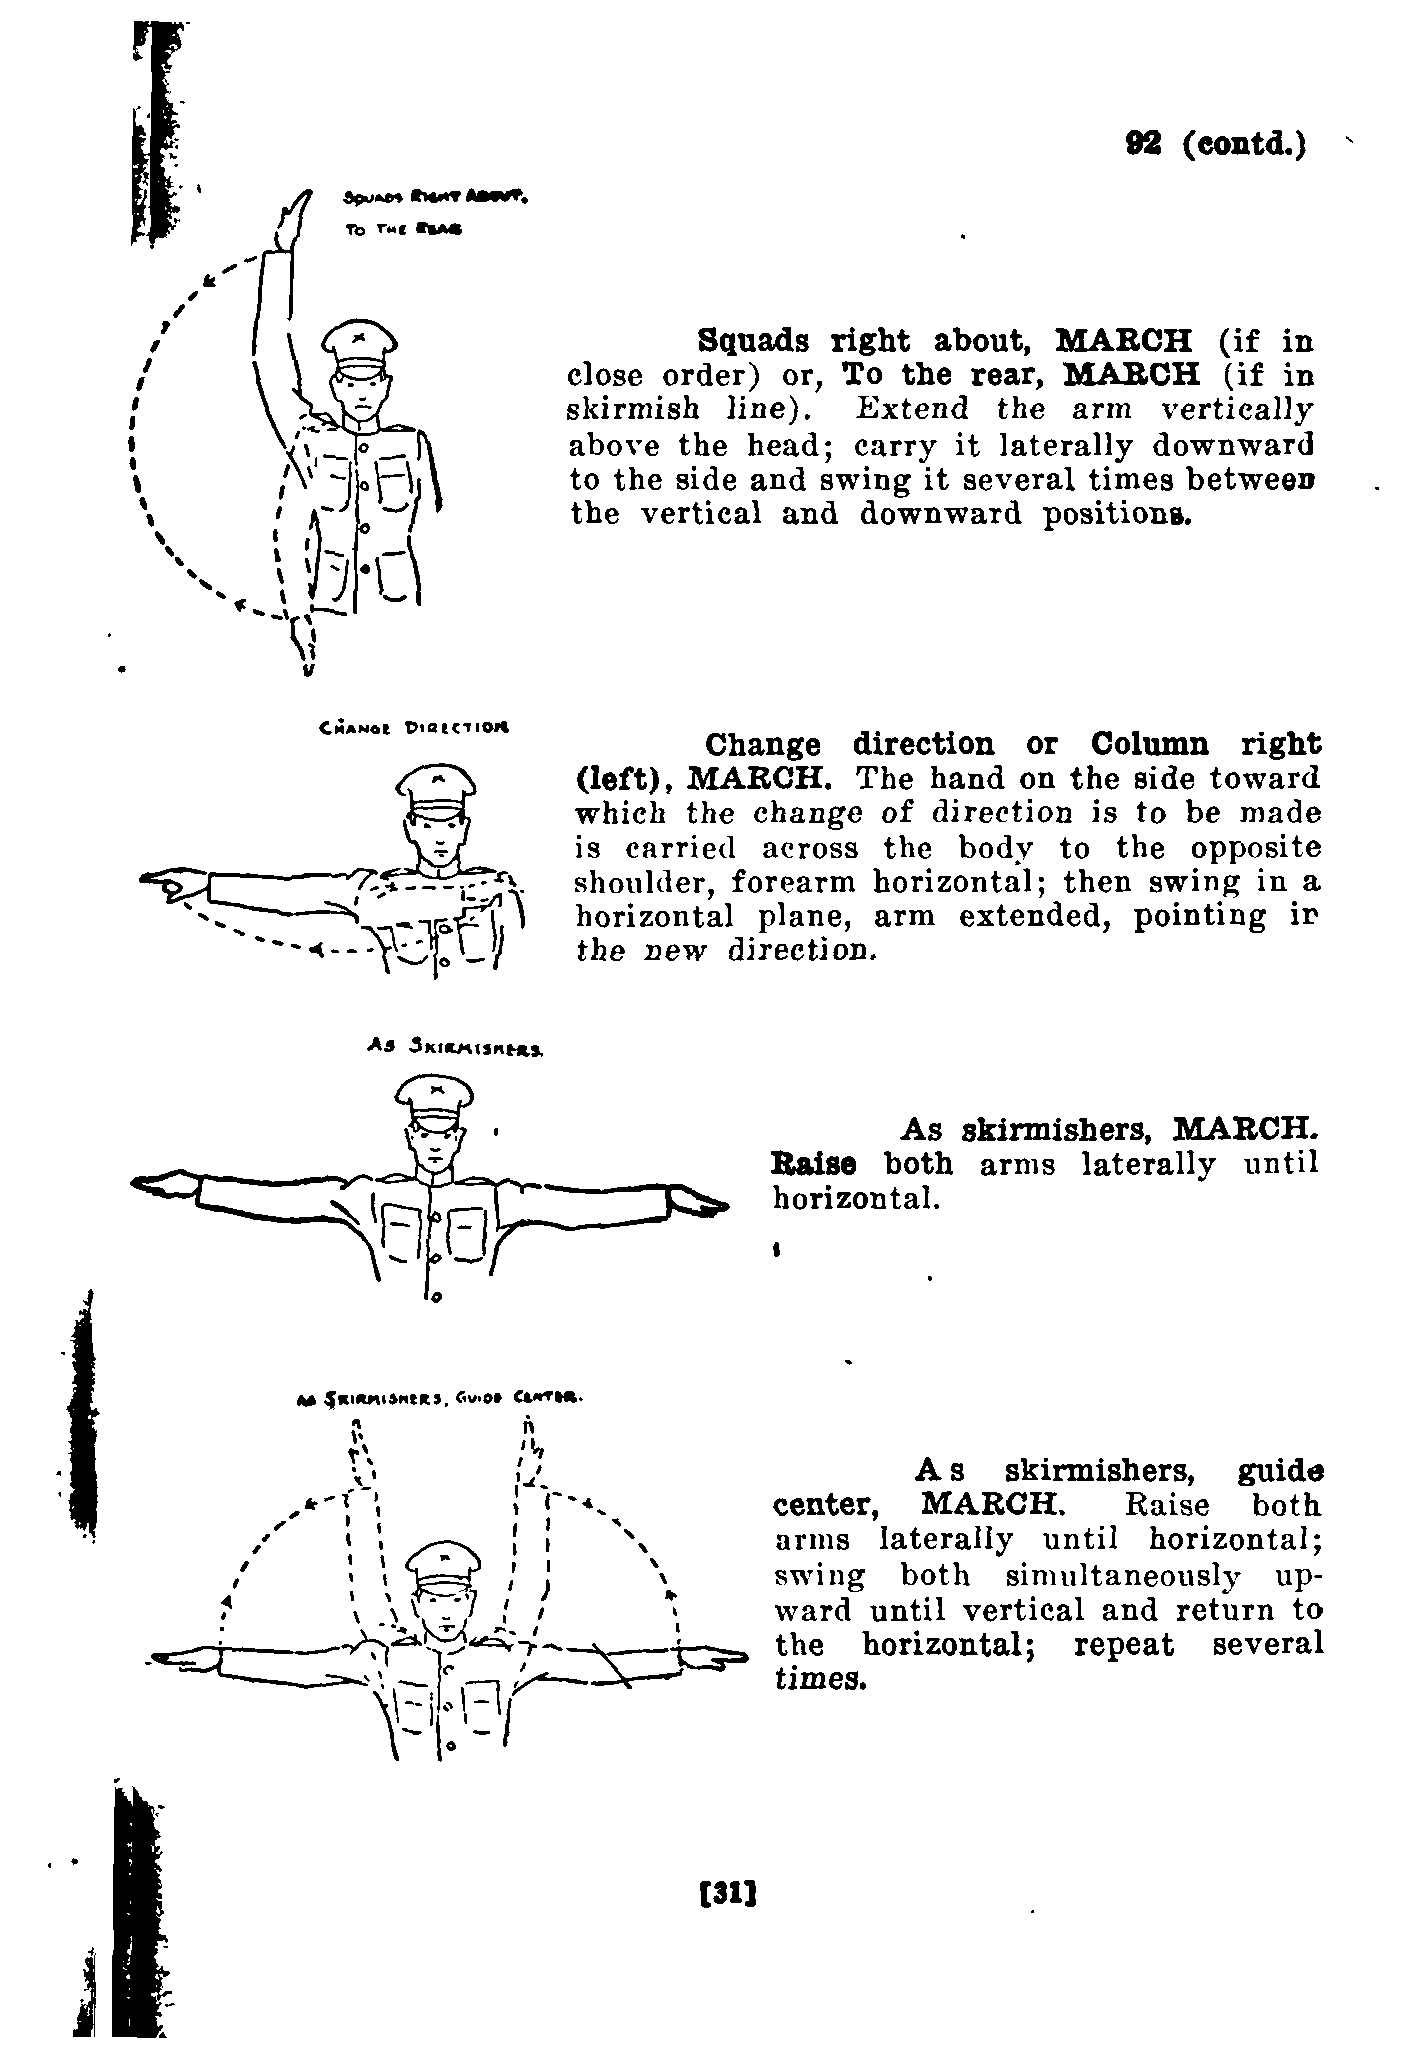 92 (contd.)
SQUADS RIGHT ABOUT,
TO THE REAR
Squads right about, MARCH (if in
close order) or, To the rear, MARCH (if in
skirmish line). Extend the arm vertically
above the head; carry it laterally downward
to the side and swing it several times between
the vertical and downward positions.
CHANGE DIRECTION
Change direction or Column right
(left), MARCH. The hand on the side toward
which the change of direction is to be made
is carried across the body to the opposite
shoulder, forearm horizontal; then swing in a
horizontal plane, arm extended, pointing in
the new direction.
AS SKIRMISHERS.
As skirmishers, MARCH.
Raise both arms laterally until
horizontal.
AS SKIRMISHERS, GUIDE CENTER.
As skirmishers, guide
center, MARCH. Raise both
arms laterally until horizontal;
swing both simultaneously up-
ward until vertical and return to
the horizontal; repeat several
times.
[31]